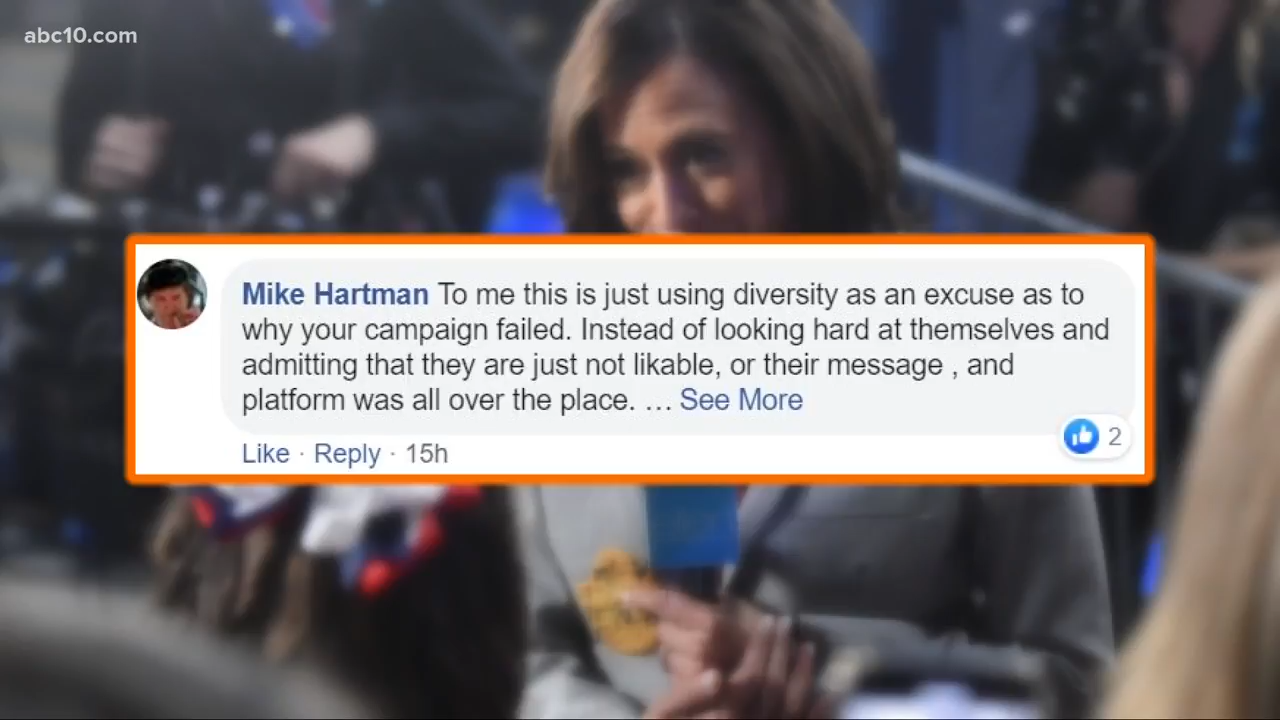 abc10.com
Mike Hartman To me this is just using diversity as an excuse as to
why your campaign failed. Instead of looking hard at themselves and
admitting that they are just not likable, or their message , and
platform was all over the place. … See More
Like · Reply · 15h
2